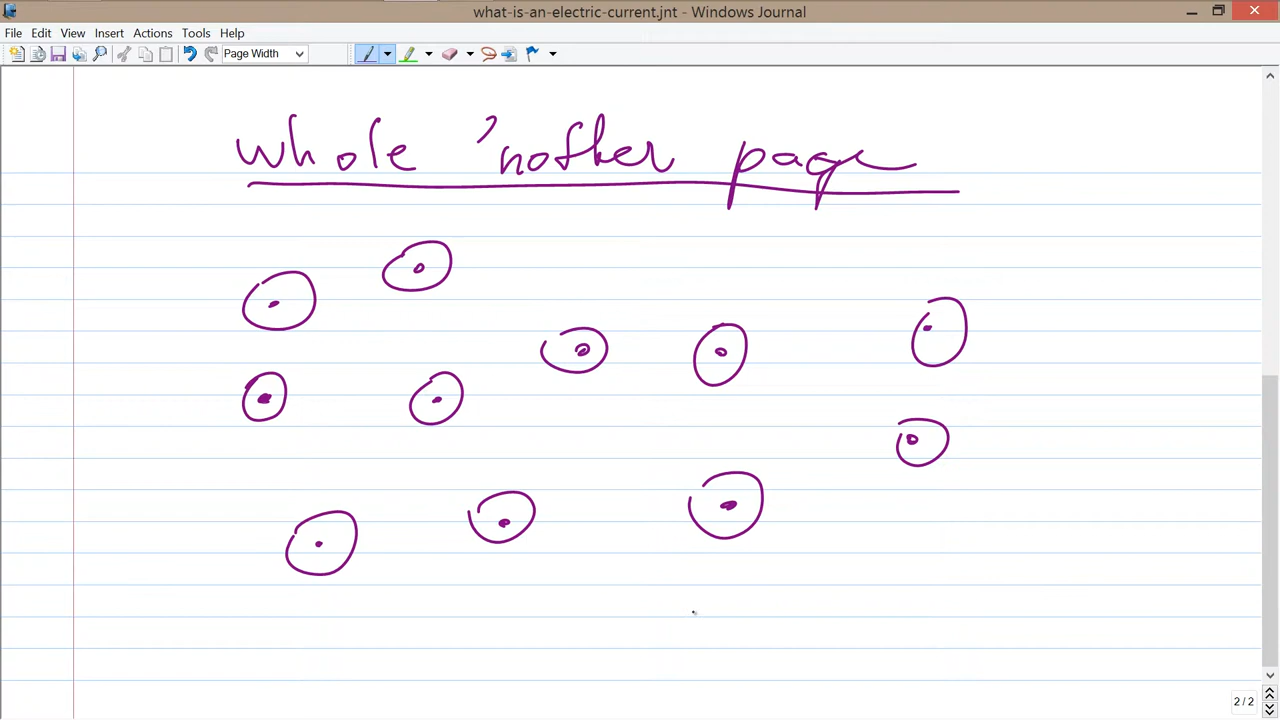 what-is-an-electric-current.jnt - Windows Journal
File Edit View Insert Actions Tools Help
Page Width
Whole 'nother page
2 / 2